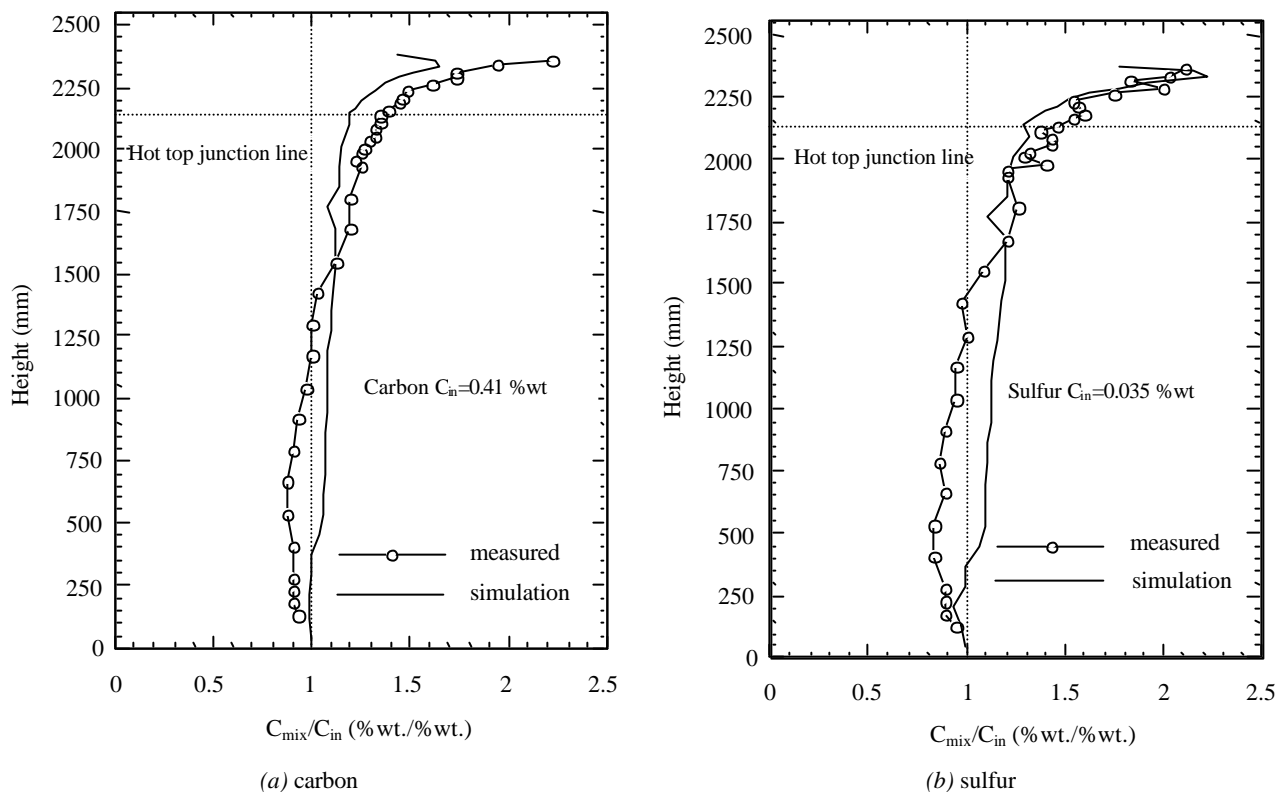 2500
2250
2000
1750
1500
1250
1000
750
500
250
0
Height (mm)
Hot top junction line
Carbon C_in=0.41 %wt
measured
simulation
0 0.5 1 1.5 2 2.5
C_mix/C_in (%wt./%wt.)
(a) carbon
2500
2250
2000
1750
1500
1250
1000
750
500
250
0
Height (mm)
Hot top junction line
Sulfur C_in=0.035 %wt
measured
simulation
0 0.5 1 1.5 2 2.5
C_mix/C_in (%wt./%wt.)
(b) sulfur